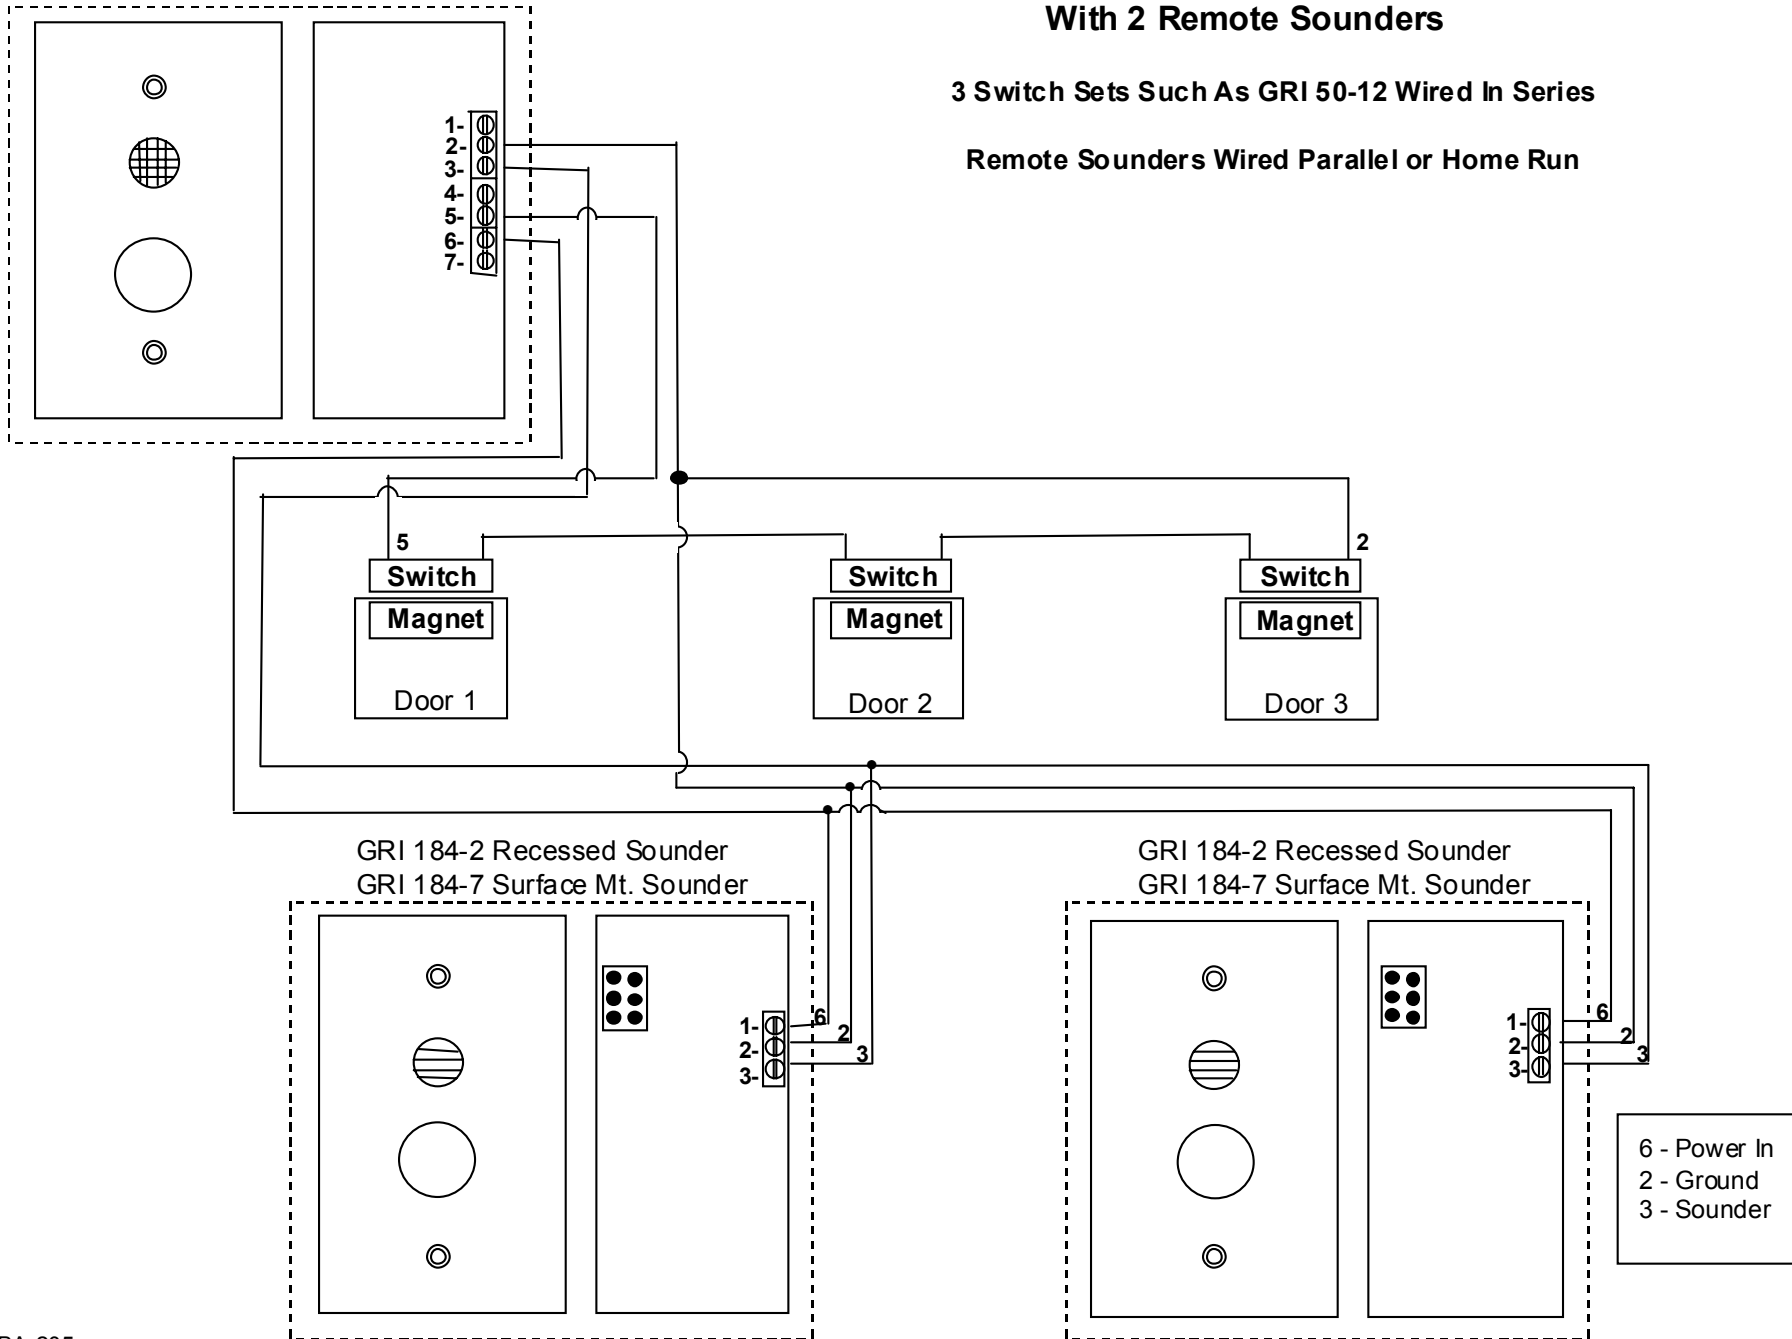 With 2 Remote Sounders
3 Switch Sets Such As GRI 50-12 Wired In Series
Remote Sounders Wired Parallel or Home Run
1-
2-
3-
4-
5-
6-
7-
5
2
Switch
Switch
Switch
Magnet
Magnet
Magnet
Door 1
Door 2
Door 3
GRI 184-2 Recessed Sounder
GRI 184-7 Surface Mt. Sounder
GRI 184-2 Recessed Sounder
GRI 184-7 Surface Mt. Sounder
1-
2-
3-
6
2
3
1-
2-
3-
6
2
3
6 - Power In
2 - Ground
3 - Sounder